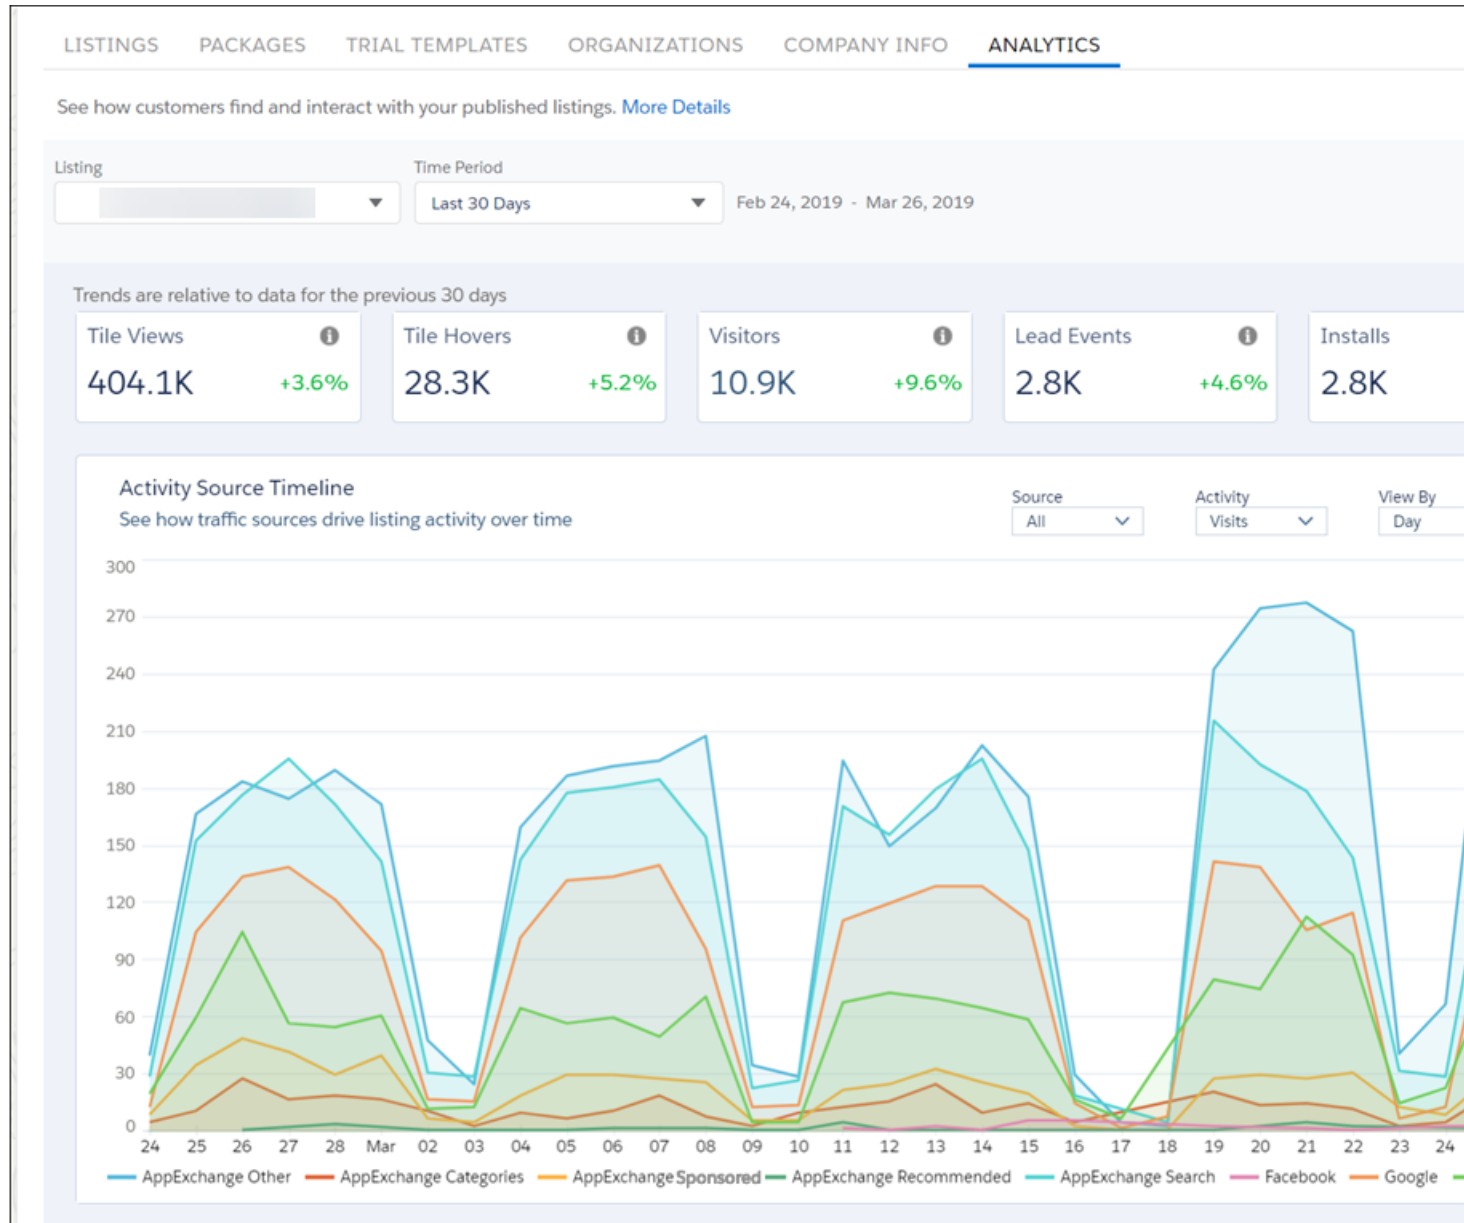 LISTINGS PACKAGES TRIAL TEMPLATES ORGANIZATIONS COMPANY INFO ANALYTICS
See how customers find and interact with your published listings. More Details
Listing Time Period
Last 30 Days Feb 24, 2019 - Mar 26, 2019
Trends are relative to data for the previous 30 days
Tile Views Tile Hovers Visitors Lead Events Installs
404.1K +3.6% 28.3K +5.2% 10.9K +9.6% 2.8K +4.6% 2.8K
Activity Source Timeline
See how traffic sources drive listing activity over time
Source Activity View By
All Visits Day
300
270
240
210
180
150
120
90
60
30
0
24 25 26 27 28 Mar 02 03 04 05 06 07 08 09 10 11 12 13 14 15 16 17 18 19 20 21 22 23 24
AppExchange Other AppExchange Categories AppExchange Sponsored AppExchange Recommended AppExchange Search Facebook Google